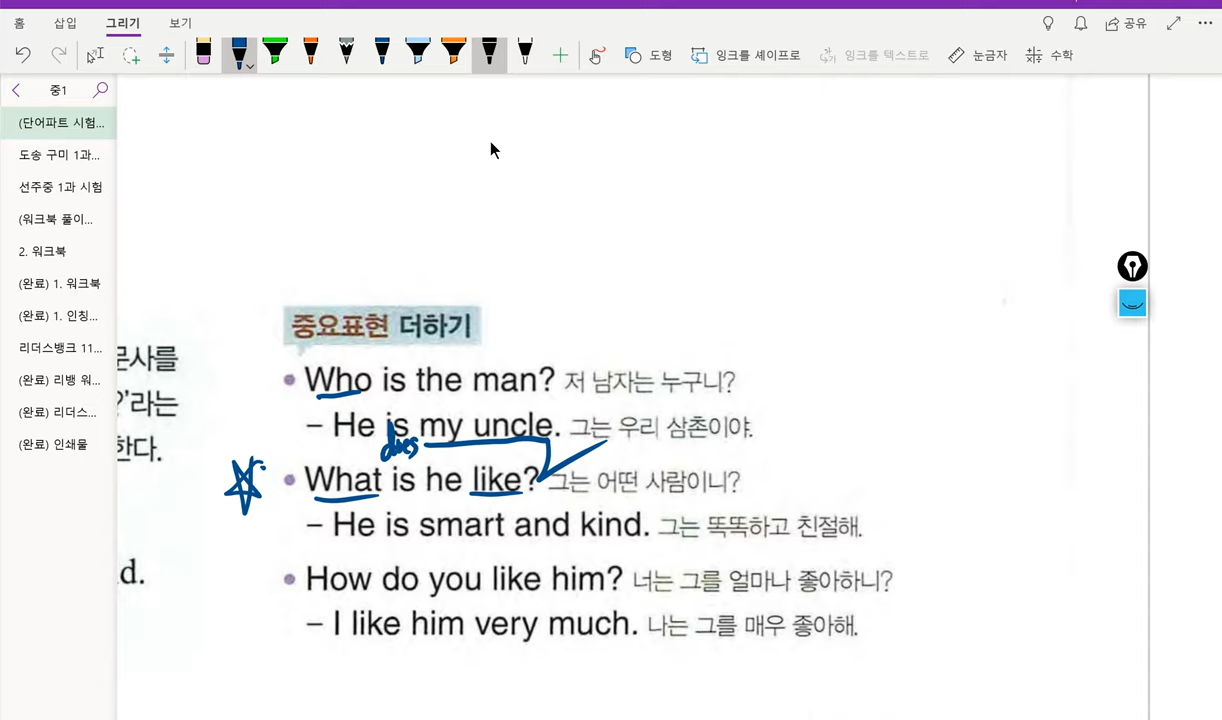 홈 삽입 그리기 보기
공유
도형 잉크를 셰이프로 잉크를 텍스트로 눈금자 수학
중1
(단어파트 시험...
도송 구미 1과...
선주중 1과 시험
(워크북 풀이...
2. 워크북
(완료) 1. 워크북
(완료) 1. 인칭...
리더스뱅크 11...
(완료) 리뱅 워...
(완료) 리더스...
(완료) 인쇄물
문사를
?'라는
한다.
d.
중요표현 더하기
• Who is the man? 저 남자는 누구니?
– He is my uncle. 그는 우리 삼촌이야.
does
• What is he like? 그는 어떤 사람이니?
– He is smart and kind. 그는 똑똑하고 친절해.
• How do you like him? 너는 그를 얼마나 좋아하니?
– I like him very much. 나는 그를 매우 좋아해.